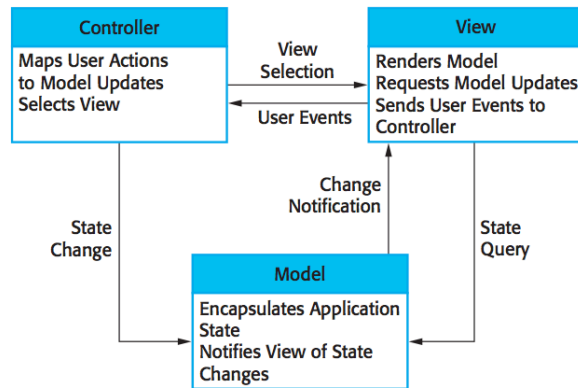 Controller
Maps User Actions
to Model Updates
Selects View
View
Selection
User Events
View
Renders Model
Requests Model Updates
Sends User Events to
Controller
State
Change
Change
Notification
State
Query
Model
Encapsulates Application
State
Notifies View of State
Changes